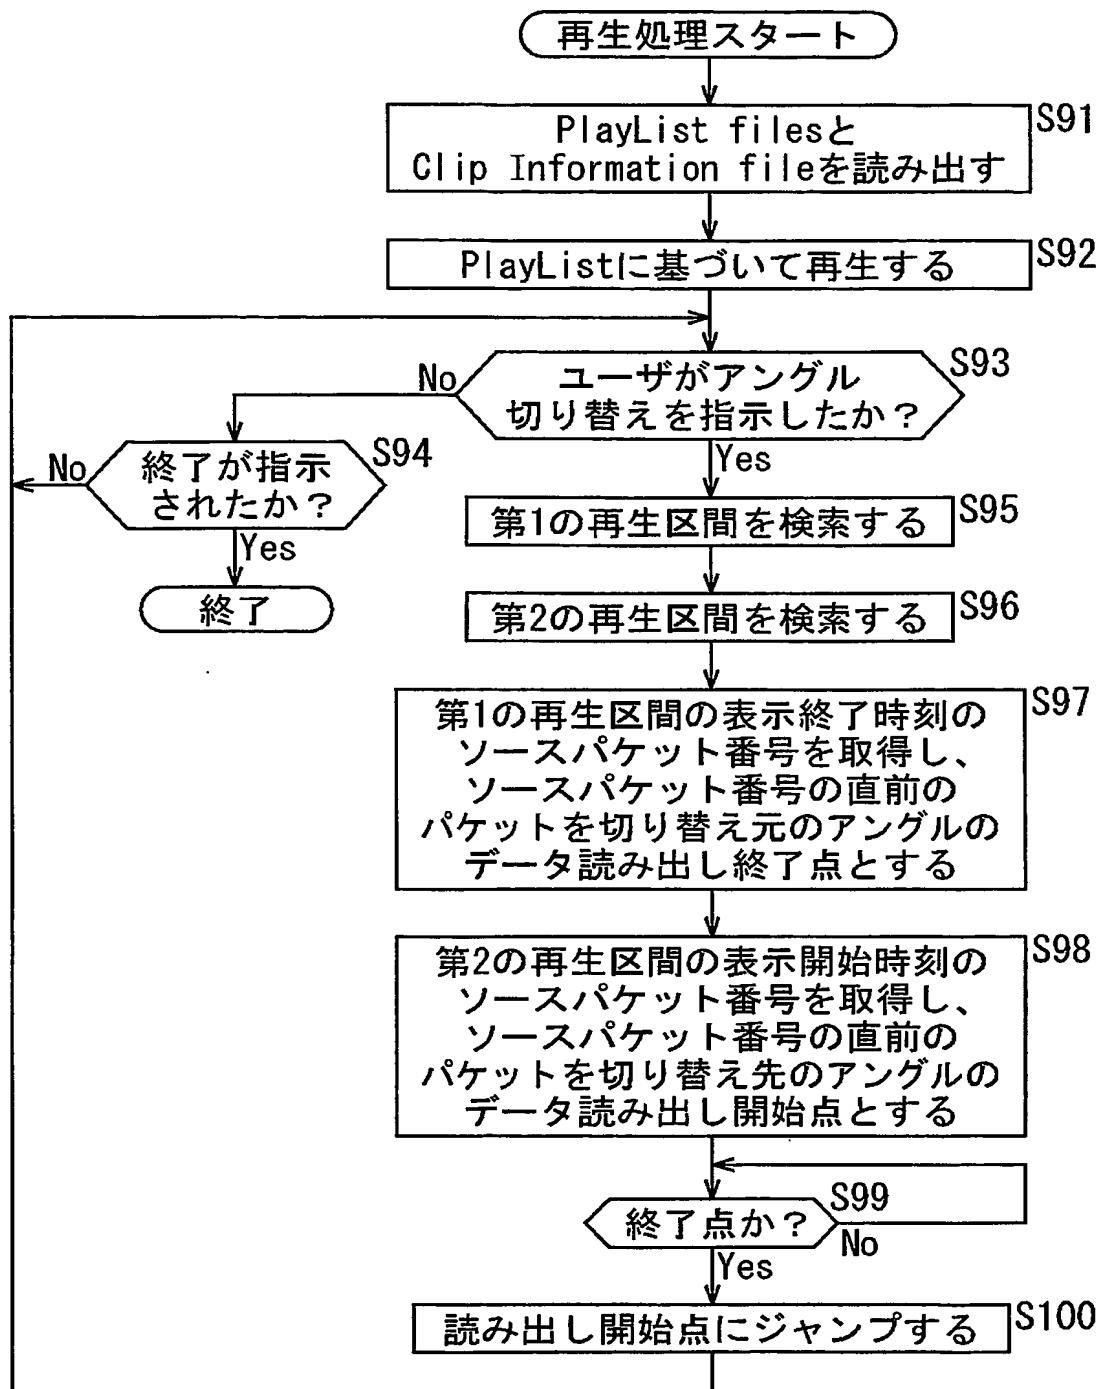 再生処理スタート
S91
PlayList filesと
Clip Information fileを読み出す
S92
PlayListに基づいて再生する
S93
ユーザがアングル
切り替えを指示したか？
No
Yes
S94
終了が指示
されたか？
No
Yes
終了
S95
第1の再生区間を検索する
S96
第2の再生区間を検索する
S97
第1の再生区間の表示終了時刻の
ソースパケット番号を取得し、
ソースパケット番号の直前の
パケットを切り替え元のアングルの
データ読み出し終了点とする
S98
第2の再生区間の表示開始時刻の
ソースパケット番号を取得し、
ソースパケット番号の直前の
パケットを切り替え先のアングルの
データ読み出し開始点とする
S99
終了点か？
No
Yes
S100
読み出し開始点にジャンプする